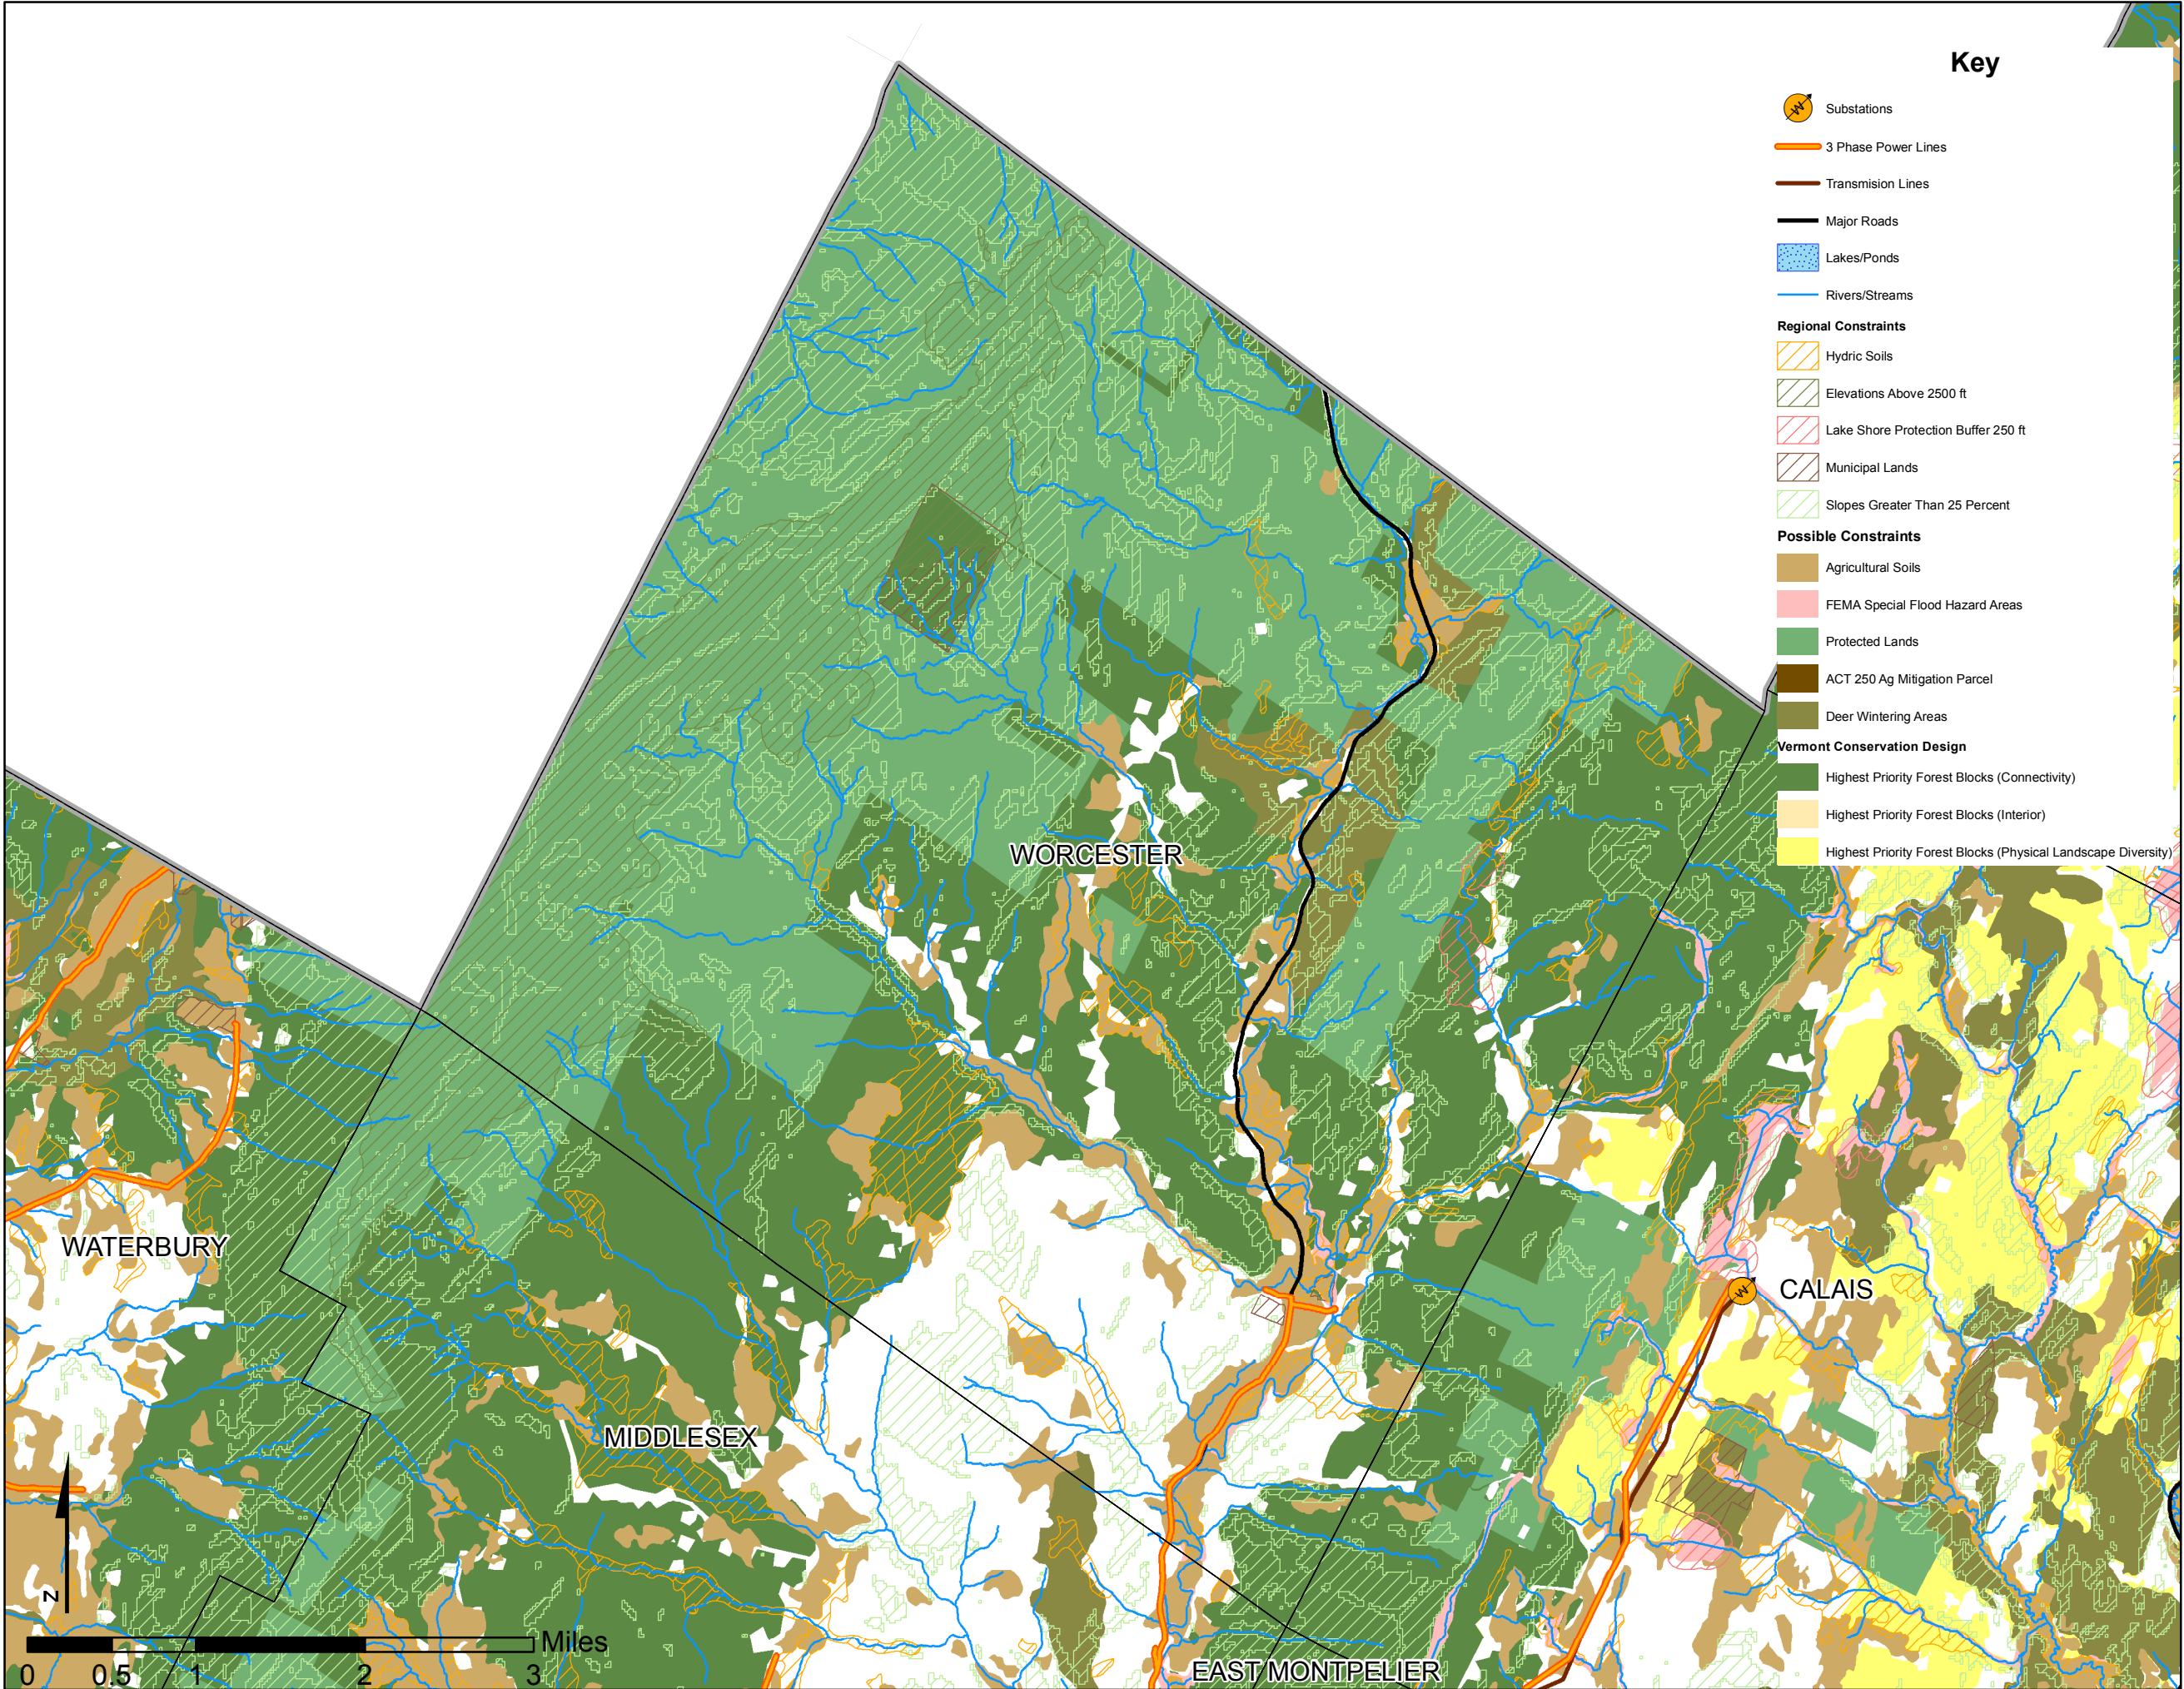 Key
Substations
3 Phase Power Lines
Transmision Lines
Major Roads
Lakes/Ponds
Rivers/Streams
Regional Constraints
Hydric Soils
Elevations Above 2500 ft
Lake Shore Protection Buffer 250 ft
Municipal Lands
Slopes Greater Than 25 Percent
Possible Constraints
Agricultural Soils
FEMA Special Flood Hazard Areas
Protected Lands
ACT 250 Ag Mitigation Parcel
Deer Wintering Areas
Vermont Conservation Design
Highest Priority Forest Blocks (Connectivity)
Highest Priority Forest Blocks (Interior)
Highest Priority Forest Blocks (Physical Landscape Diversity)
WORCESTER
WATERBURY
CALAIS
MIDDLESEX
EAST MONTPELIER
N
Miles
0 0.5 1 2 3